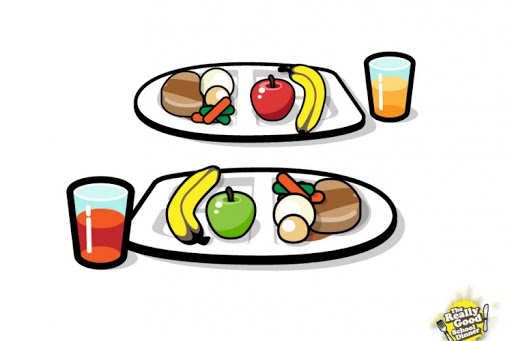 The
Really
Good
School
Dinner